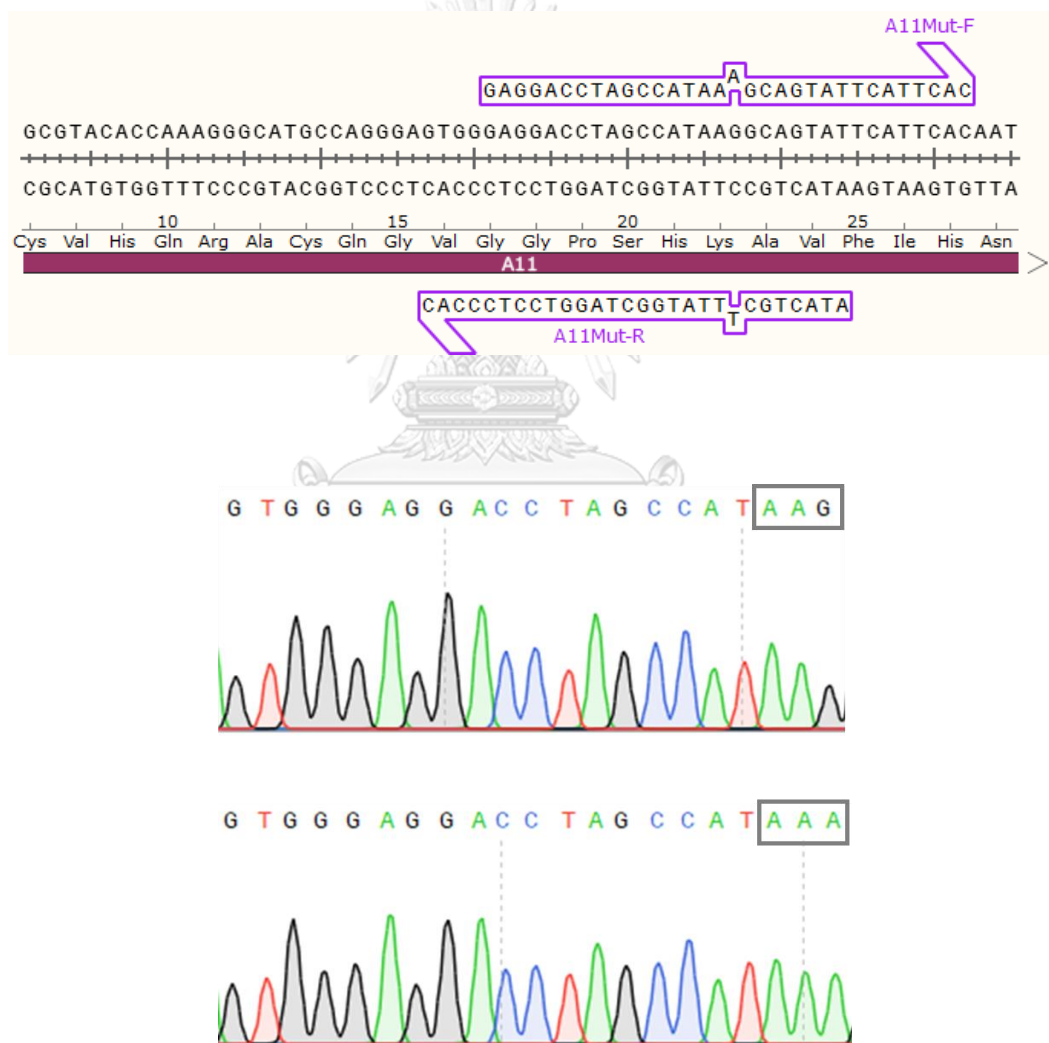 A11Mut-F
A
GAGGACCTAGCCATAA GCAGTATTCATTCAC
GCGTACACCAAAGGGCATGCCAGGGAGTGGGAGGACCTAGCCATAAGGCAGTATTCATTCACAAT
CGCATGTGGTTTCCCGTACGGTCCCTCACCCTCCTGGATCGGTATTCCGTCATAAGTAAGTGTTA
10 15 20 25
Cys Val His Gln Arg Ala Cys Gln Gly Val Gly Gly Pro Ser His Lys Ala Val Phe Ile His Asn
A11
CACCCTCCTGGATCGGTATT CGTCATA
T
A11Mut-R
G T G G G A G G A C C T A G C C A T A A G
G T G G G A G G A C C T A G C C A T A A A